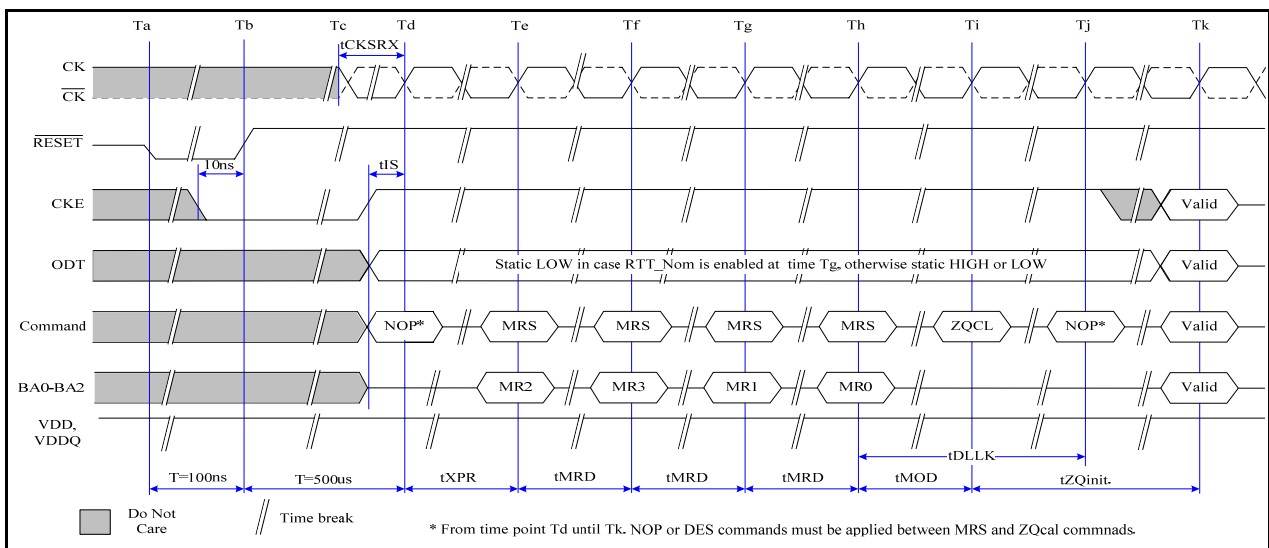 Ta Tb Tc Td Te Tf Tg Th Ti Tj Tk
tCKSRX
CK
CK
RESET
10ns
tIS
CKE
Valid
ODT
Static LOW in case RTT_Nom is enabled at time Tg, otherwise static HIGH or LOW
Valid
Command
NOP* MRS MRS MRS MRS ZQCL NOP* Valid
BA0-BA2
MR2 MR3 MR1 MR0 Valid
VDD,
VDDQ
tDLLK
T=100ns T=500us tXPR tMRD tMRD tMRD tMOD tZQinit.
Do Not
Care
Time break
* From time point Td until Tk. NOP or DES commands must be applied between MRS and ZQcal commnads.